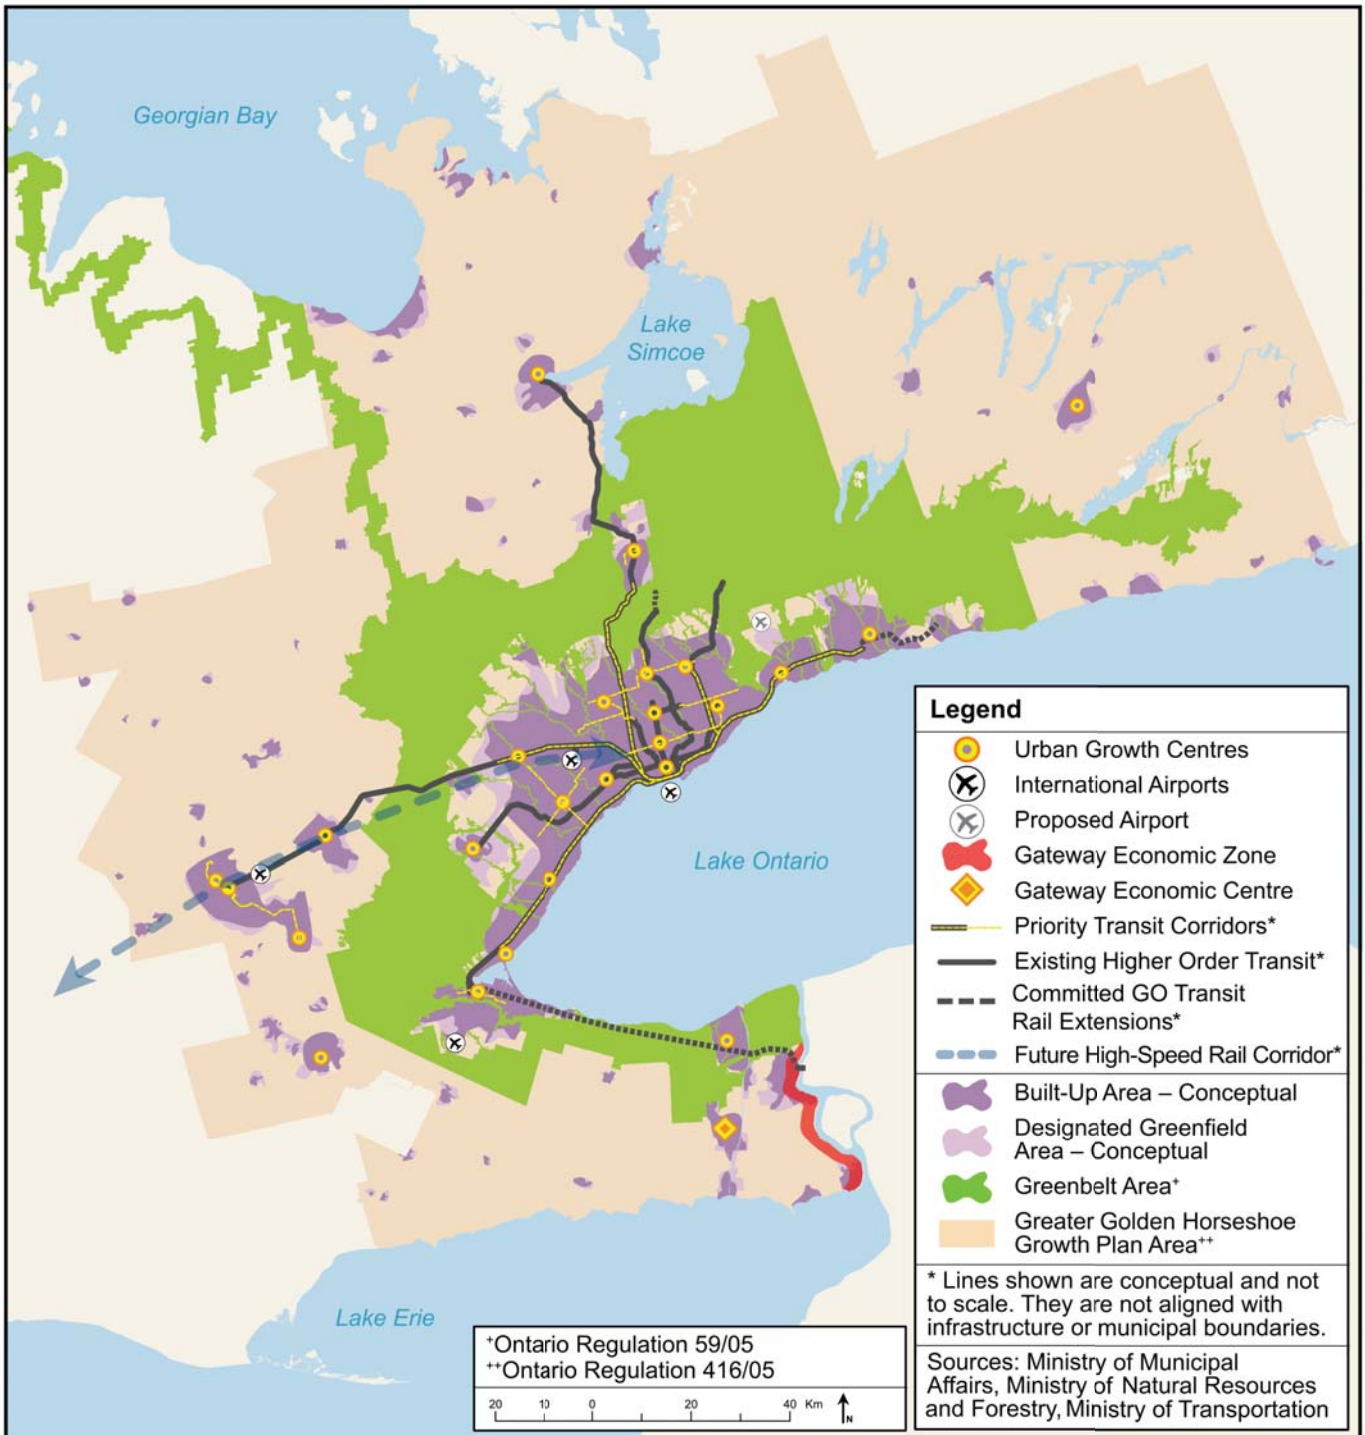 Georgian Bay
Lake
Simcoe
Lake Ontario
Lake Erie
Legend
Urban Growth Centres
International Airports
Proposed Airport
Gateway Economic Zone
Gateway Economic Centre
Priority Transit Corridors*
Existing Higher Order Transit*
Committed GO Transit
Rail Extensions*
Future High-Speed Rail Corridor*
Built-Up Area – Conceptual
Designated Greenfield
Area – Conceptual
Greenbelt Area+
Greater Golden Horseshoe
Growth Plan Area++
* Lines shown are conceptual and not
to scale. They are not aligned with
infrastructure or municipal boundaries.
Sources: Ministry of Municipal
Affairs, Ministry of Natural Resources
and Forestry, Ministry of Transportation
+Ontario Regulation 59/05
++Ontario Regulation 416/05
20 10 0 20 40 Km N